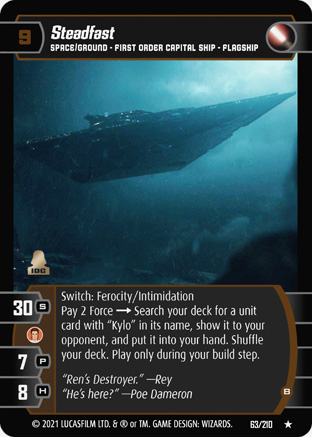 9
Steadfast
SPACE/GROUND - FIRST ORDER CAPITAL SHIP - FLAGSHIP
IDC
30 S
7 P
8 H
Switch: Ferocity/Intimidation
Pay 2 Force → Search your deck for a unit
card with “Kylo” in its name, show it to your
opponent, and put it into your hand. Shuffle
your deck. Play only during your build step.
“Ren's Destroyer.” —Rey
“He's here?” —Poe Dameron
B
© 2021 LUCASFILM LTD. & ® or TM. GAME DESIGN: WIZARDS.
63/210 ★